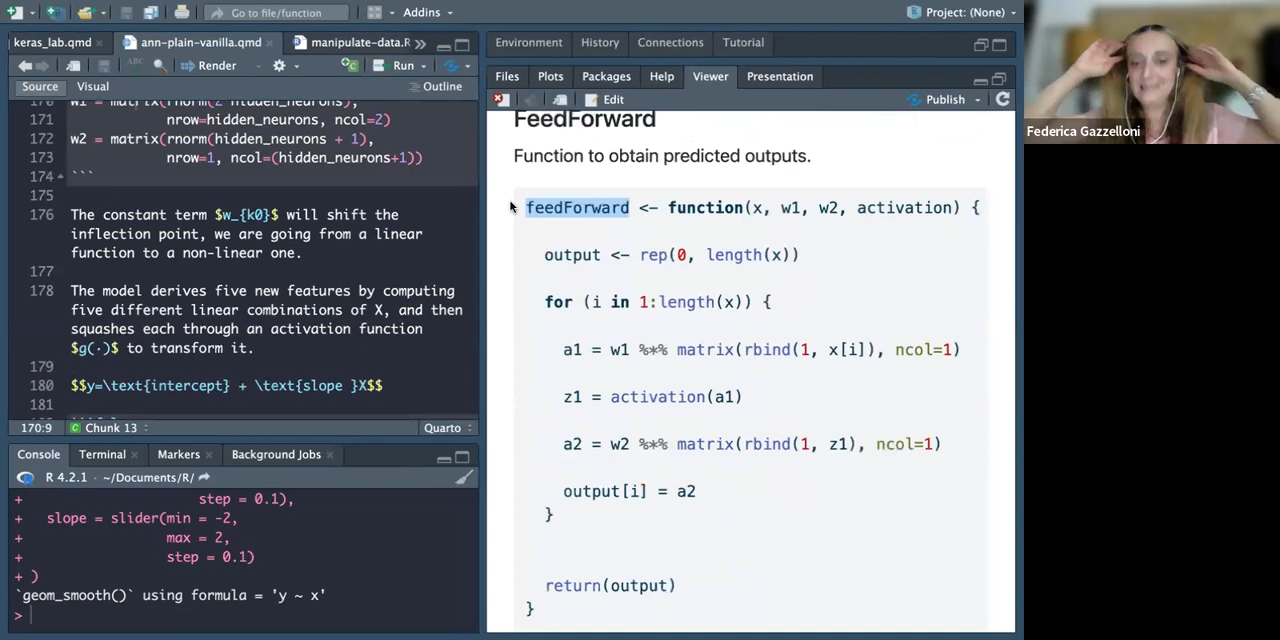 Go to file/function
Addins
Project: (None)
keras_lab.qmd
ann-plain-vanilla.qmd
manipulate-data.R
Render
Run
Source
Visual
Outline
170
w1 = matrix(rnorm(2*hidden_neurons),
171
nrow=hidden_neurons, ncol=2)
172
w2 = matrix(rnorm(hidden_neurons + 1),
173
nrow=1, ncol=(hidden_neurons+1))
174
```
175
176
The constant term $w_{k0}$ will shift the
inflection point, we are going from a linear
function to a non-linear one.
177
178
The model derives five new features by computing
five different linear combinations of X, and then
squashes each through an activation function
$g(·)$ to transform it.
179
180
$$y=\text{intercept} + \text{slope }X$$
181
170:9
Chunk 13
Quarto
Console
Terminal
Markers
Background Jobs
R 4.2.1 · ~/Documents/R/
+ step = 0.1),
+ slope = slider(min = -2,
+ max = 2,
+ step = 0.1)
+ )
`geom_smooth()` using formula = 'y ~ x'
>
Environment
History
Connections
Tutorial
Files
Plots
Packages
Help
Viewer
Presentation
Edit
Publish
FeedForward
Function to obtain predicted outputs.
feedForward <- function(x, w1, w2, activation) {
output <- rep(0, length(x))
for (i in 1:length(x)) {
a1 = w1 %*% matrix(rbind(1, x[i]), ncol=1)
z1 = activation(a1)
a2 = w2 %*% matrix(rbind(1, z1), ncol=1)
output[i] = a2
}
return(output)
}
Federica Gazzelloni